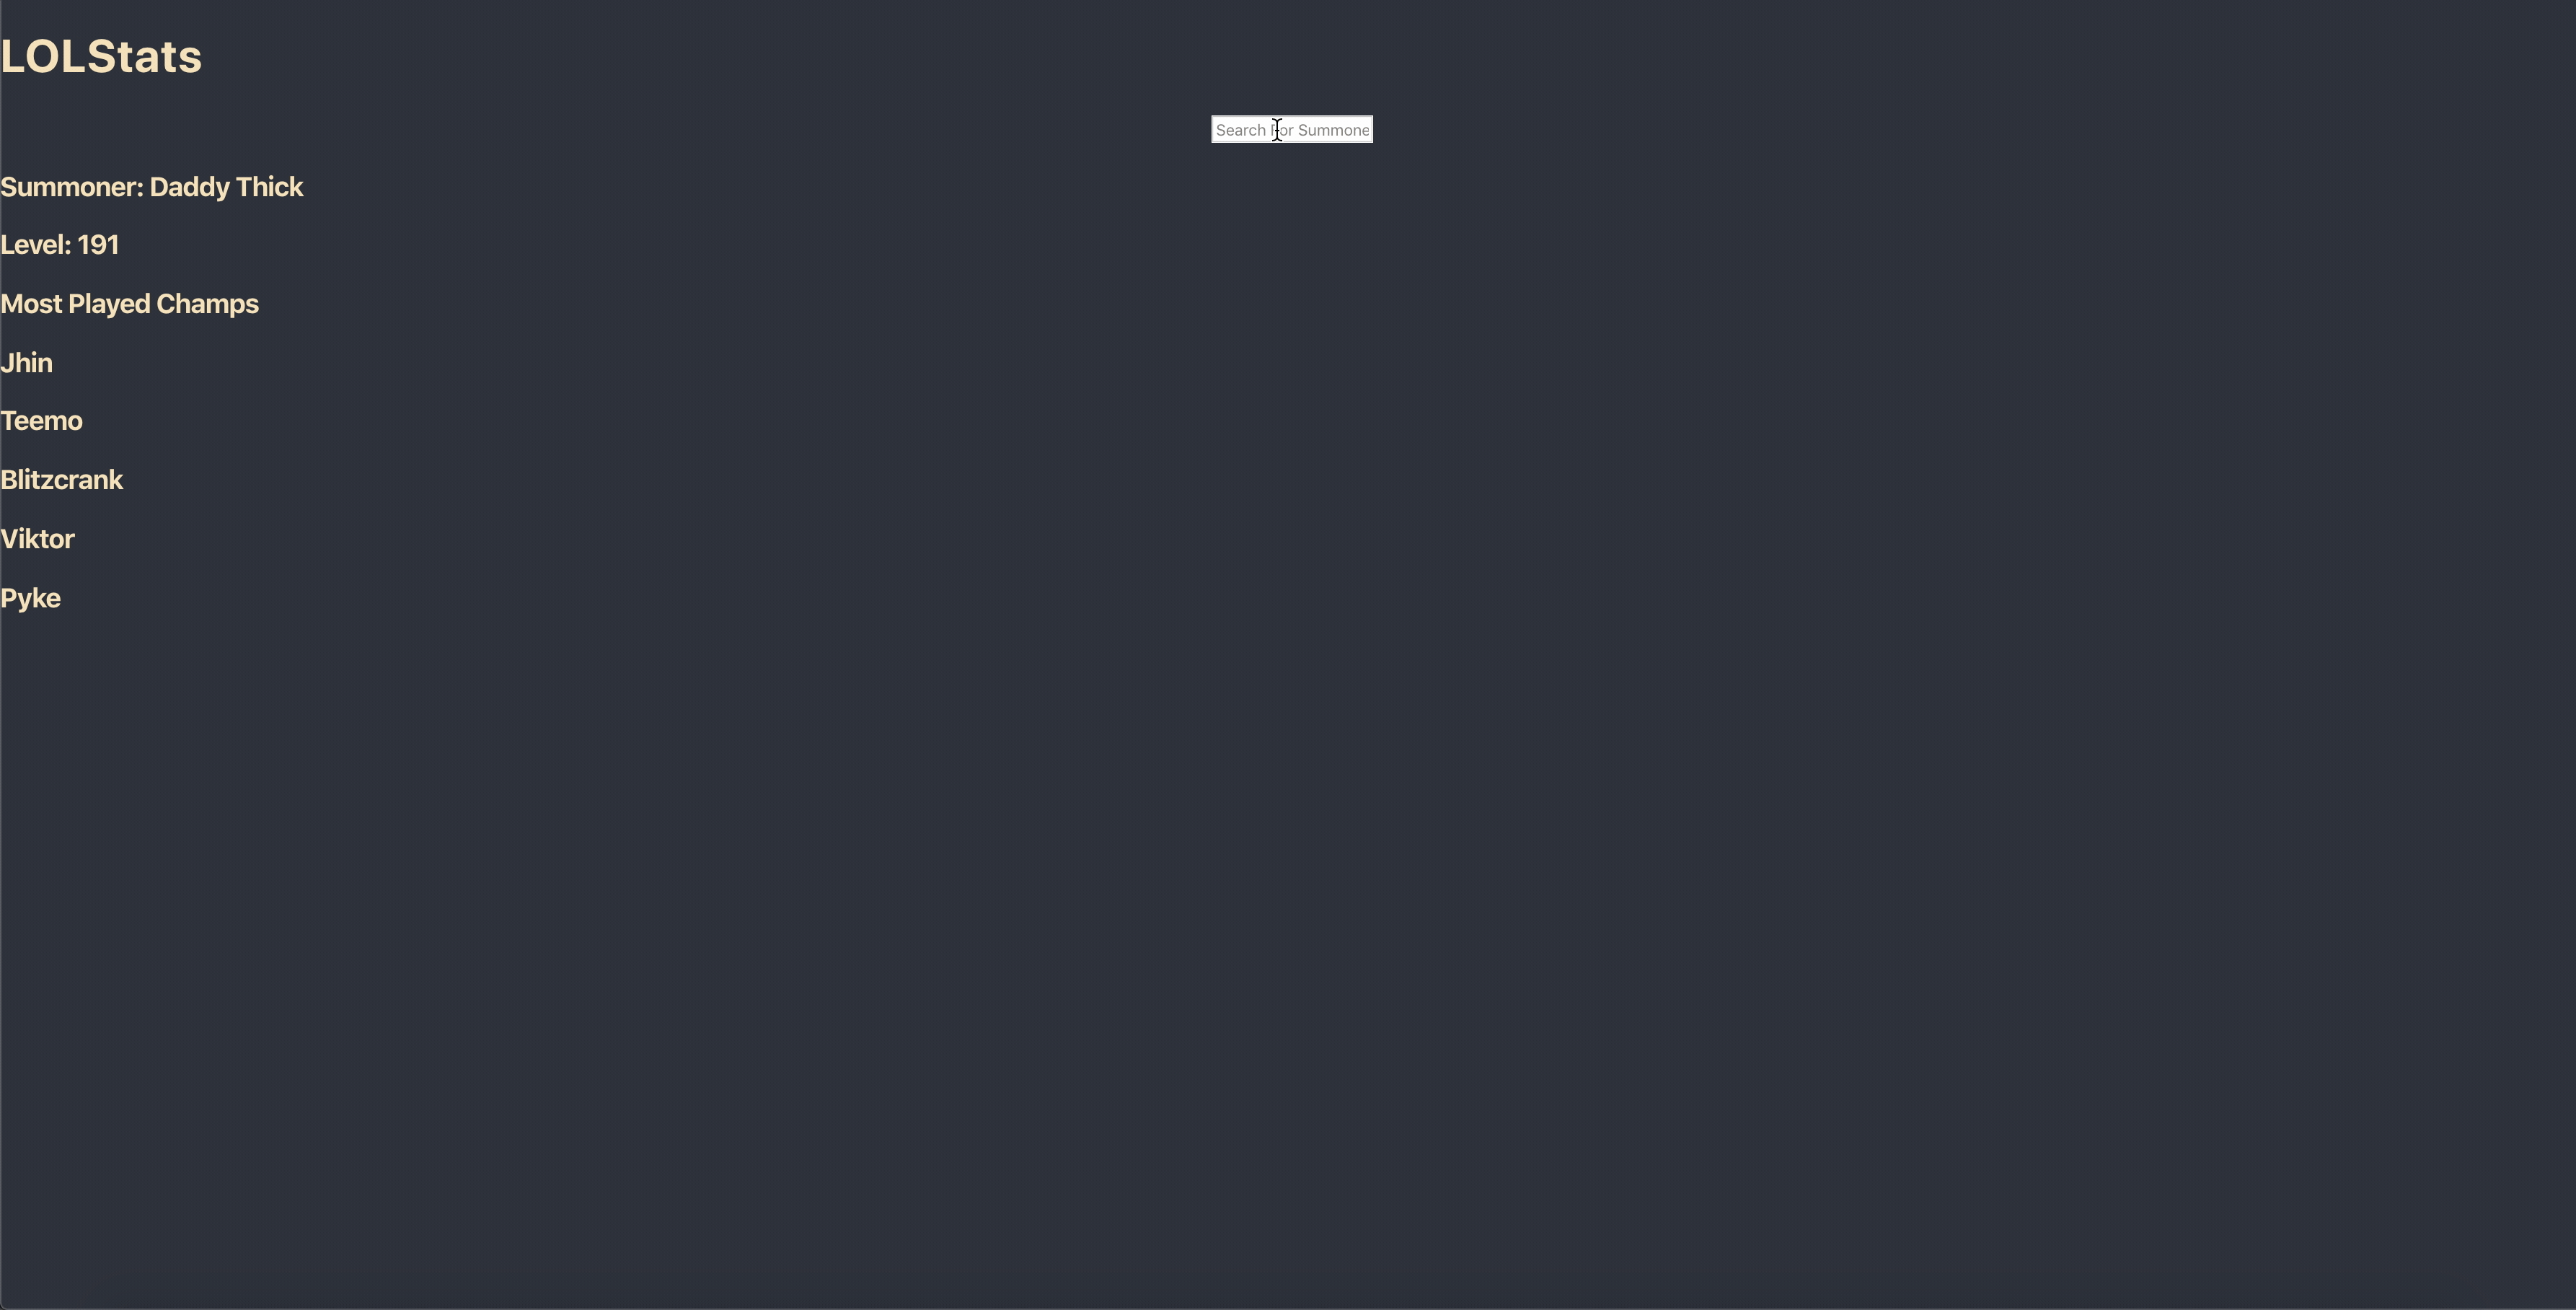 LOLStats
Search For Summone
Summoner: Daddy Thick
Level: 191
Most Played Champs
Jhin
Teemo
Blitzcrank
Viktor
Pyke